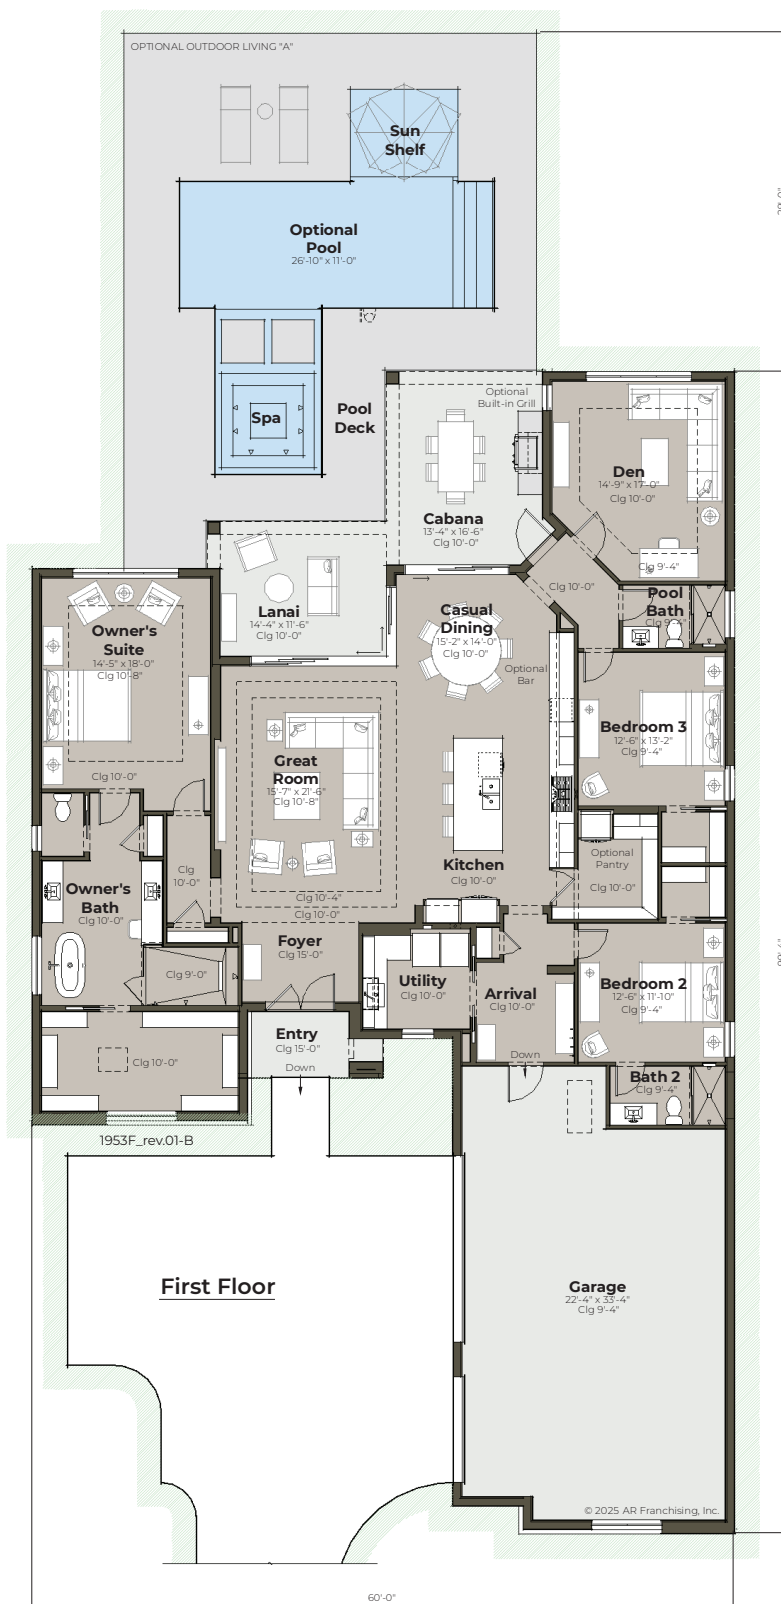 OPTIONAL OUTDOOR LIVING "A"
Sun
Shelf
Optional
Pool
26'-10" x 11'-0"
Spa
Pool
Deck
Optional
Built-in Grill
Cabana
13'-4" x 16'-6"
Clg 10'-0"
Den
14'-9" x 17'-0"
Clg 10'-0"
Clg 9'-4"
Clg 10'-0"
Pool
Bath
Clg 9'-4"
Lanai
14'-4" x 11'-6"
Clg 10'-0"
Casual
Dining
15'-2" x 14'-0"
Clg 10'-0"
Optional
Bar
Owner's
Suite
14'-5" x 18'-0"
Clg 10'-8"
Clg 10'-0"
Great
Room
15'-7" x 21'-6"
Clg 10'-8"
Clg 10'-4"
Clg 10'-0"
Bedroom 3
12'-6" x 13'-2"
Clg 9'-4"
Kitchen
Clg 10'-0"
Optional
Pantry
Clg 10'-0"
Clg
10'-0"
Owner's
Bath
Clg 10'-0"
Clg 9'-0"
Clg 10'-0"
Foyer
Clg 15'-0"
Utility
Clg 10'-0"
Arrival
Clg 10'-0"
Down
Bedroom 2
12'-6" x 11'-10"
Clg 9'-4"
Entry
Clg 15'-0"
Down
Bath 2
Clg 9'-4"
1953F_rev.01-B
First Floor
Garage
22'-4" x 33'-4"
Clg 9'-4"
© 2025 AR Franchising, Inc.
60'-0"